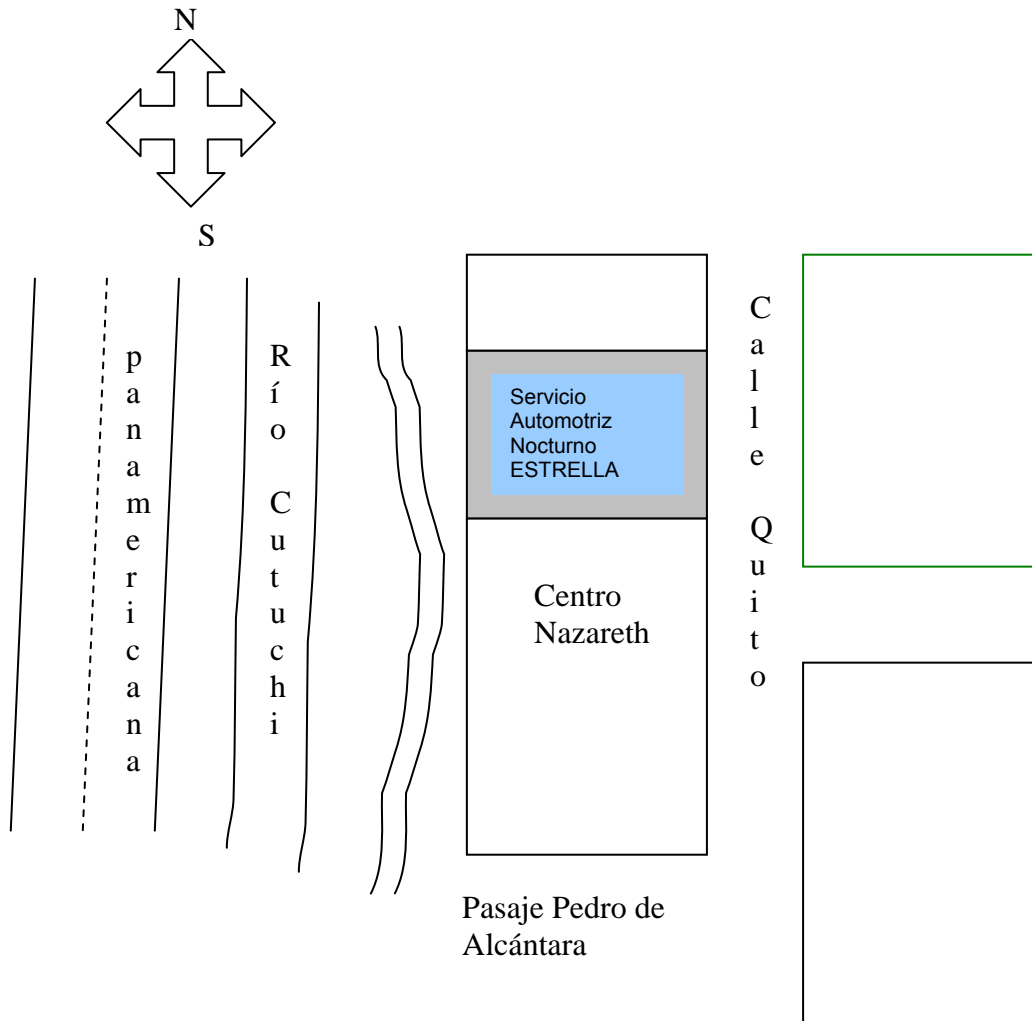 N
S
panamericana
Río Cutuchi
Servicio
Automotriz
Nocturno
ESTRELLA
Calle Quito
Centro
Nazareth
Pasaje Pedro de
Alcántara